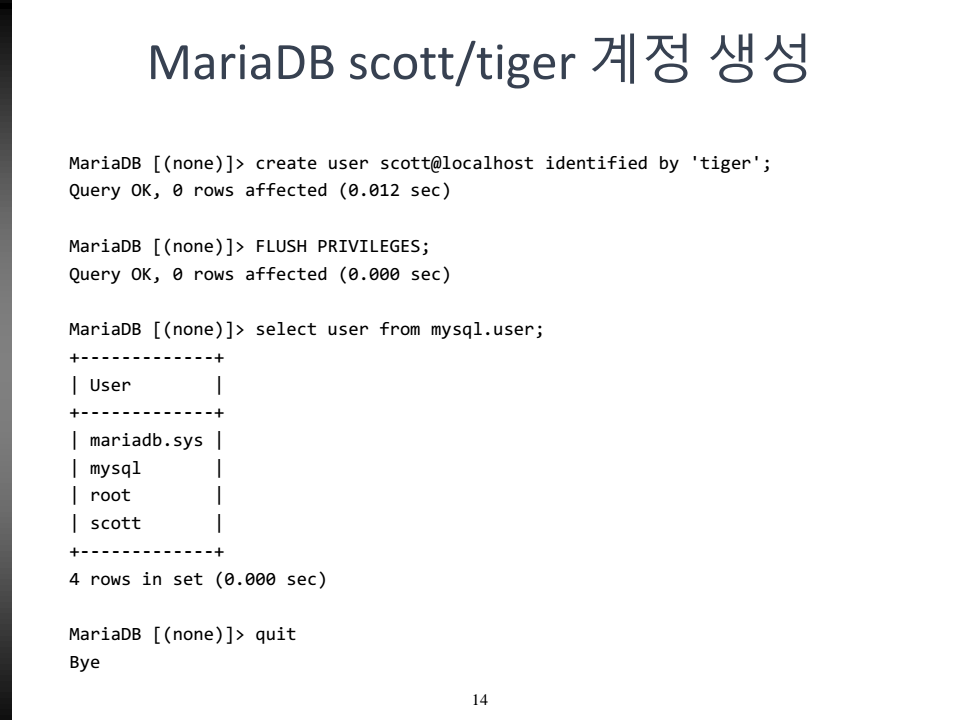 MariaDB scott/tiger 계정 생성
MariaDB [(none)]> create user scott@localhost identified by 'tiger';
Query OK, 0 rows affected (0.012 sec)
MariaDB [(none)]> FLUSH PRIVILEGES;
Query OK, 0 rows affected (0.000 sec)
MariaDB [(none)]> select user from mysql.user;
+-------------+
| User        |
+-------------+
| mariadb.sys |
| mysql       |
| root        |
| scott       |
+-------------+
4 rows in set (0.000 sec)
MariaDB [(none)]> quit
Bye
14